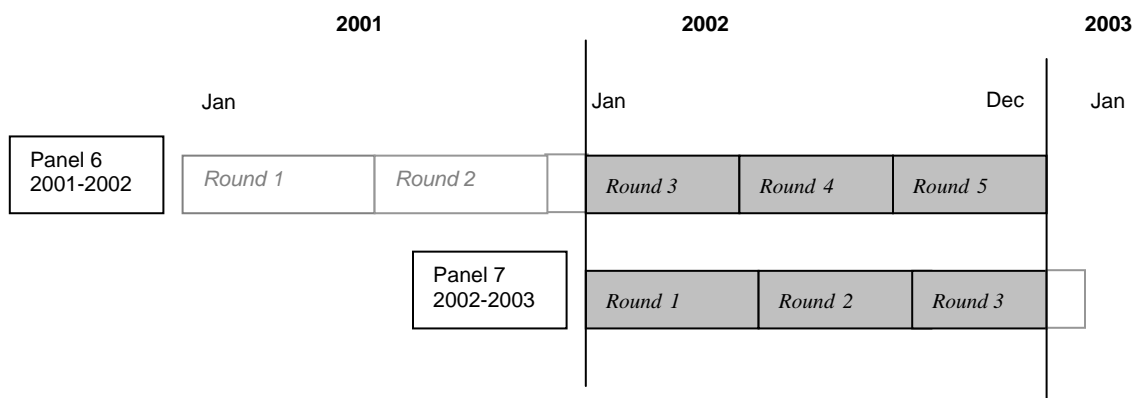 2001 2002 2003
Jan Jan Dec Jan
Panel 6
2001-2002
Round 1 Round 2 Round 3 Round 4 Round 5
Panel 7
2002-2003
Round 1 Round 2 Round 3